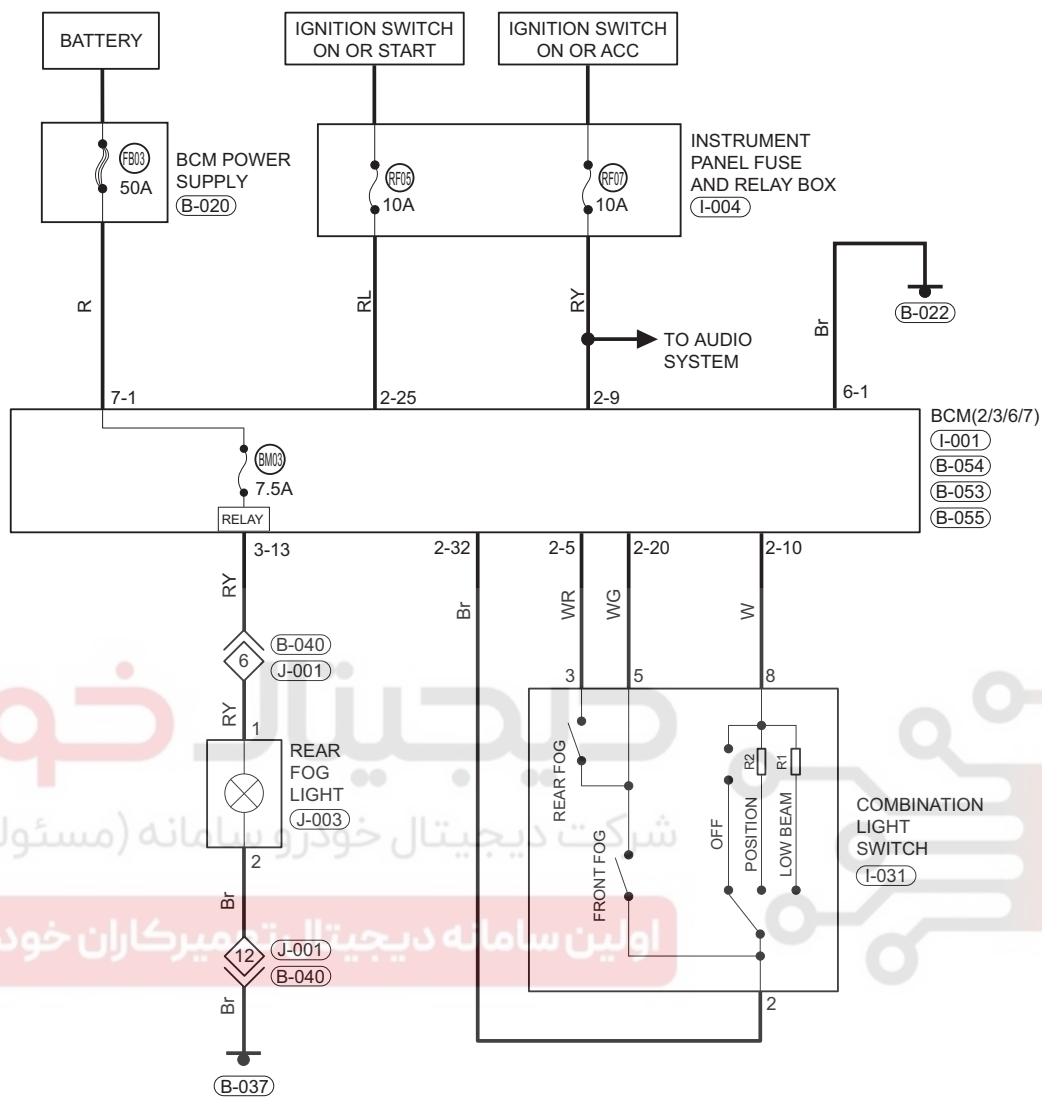 BATTERY
IGNITION SWITCH
ON OR START
IGNITION SWITCH
ON OR ACC
FB03
50A
BCM POWER
SUPPLY
B-020
RF05
10A
RF07
10A
INSTRUMENT
PANEL FUSE
AND RELAY BOX
I-004
R
RL
RY
TO AUDIO
SYSTEM
Br
B-022
7-1
2-25
2-9
6-1
BM03
7.5A
RELAY
BCM(2/3/6/7)
I-001
B-054
B-053
B-055
3-13
2-32
2-5
2-20
2-10
RY
Br
WR
WG
W
6
B-040
J-001
RY
1
REAR
FOG
LIGHT
J-003
2
Br
12
J-001
B-040
Br
B-037
3
5
8
REAR FOG
FRONT FOG
OFF
R2
POSITION
R1
LOW BEAM
2
COMBINATION
LIGHT
SWITCH
I-031
دیجیتال خو
شرکت دیجیتال خودرو سامانه (مسئول
اولین سامانه دیجیتال تعمیرکاران خود